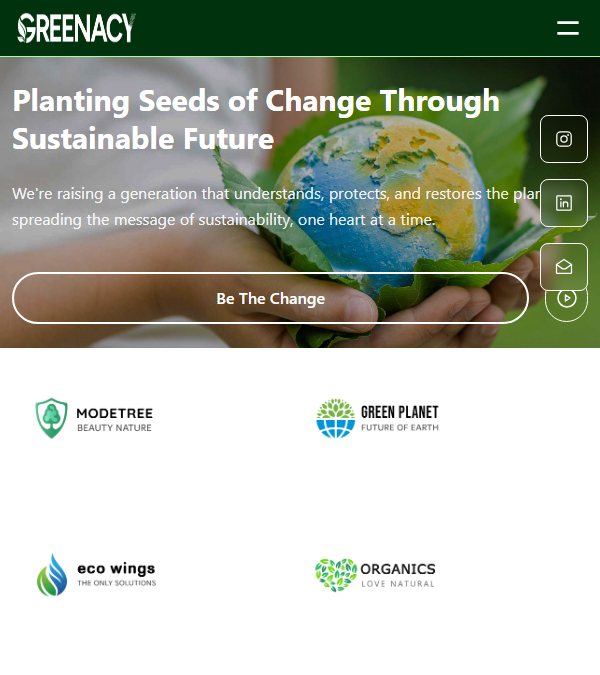 GREENACY
Planting Seeds of Change Through
Sustainable Future
We're raising a generation that understands, protects, and restores the
spreading the message of sustainability, one heart at a time.
Be The Change
MODETREE
BEAUTY NATURE
GREEN PLANET
FUTURE OF EARTH
eco wings
THE ONLY SOLUTIONS
ORGANICS
LOVE NATURAL